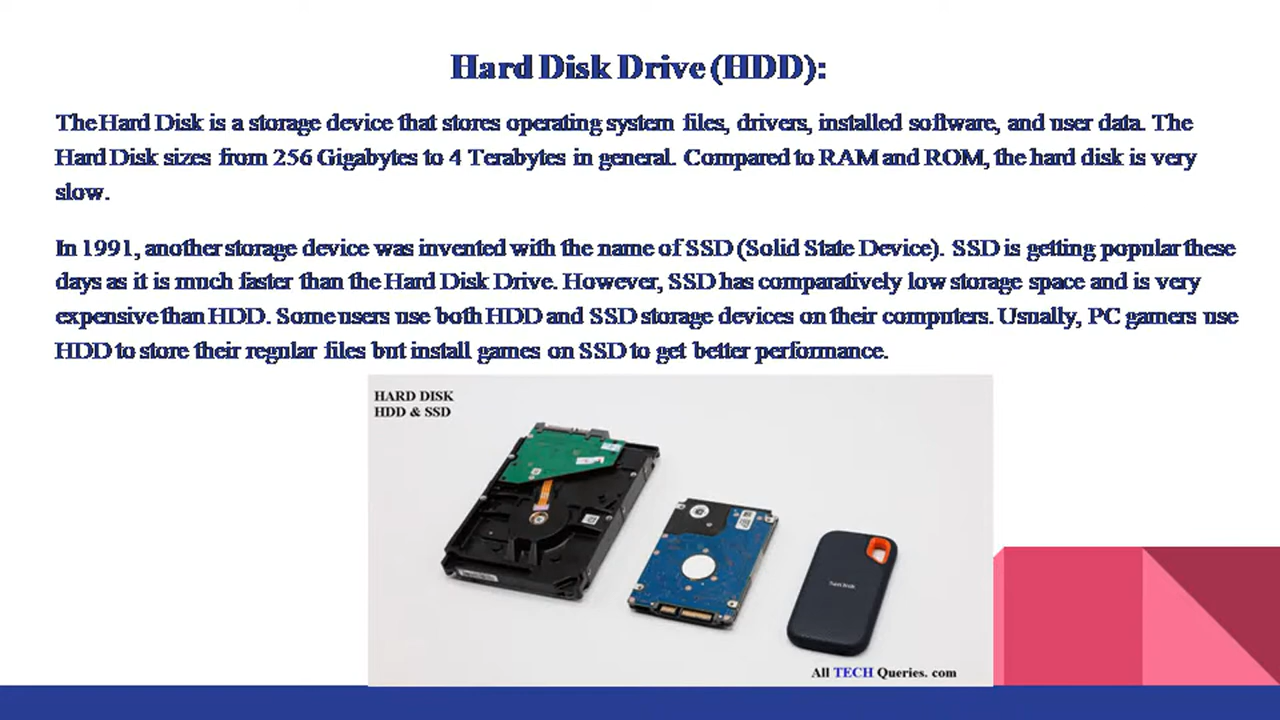 Hard Disk Drive (HDD):
The Hard Disk is a storage device that stores operating system files, drivers, installed software, and user data. The
Hard Disk sizes from 256 Gigabytes to 4 Terabytes in general. Compared to RAM and ROM, the hard disk is very
slow.
In 1991, another storage device was invented with the name of SSD (Solid State Device). SSD is getting popular these
days as it is much faster than the Hard Disk Drive. However, SSD has comparatively low storage space and is very
expensive than HDD. Some users use both HDD and SSD storage devices on their computers. Usually, PC gamers use
HDD to store their regular files but install games on SSD to get better performance.
HARD DISK
HDD & SSD
SanDisk
All TECH Queries. com